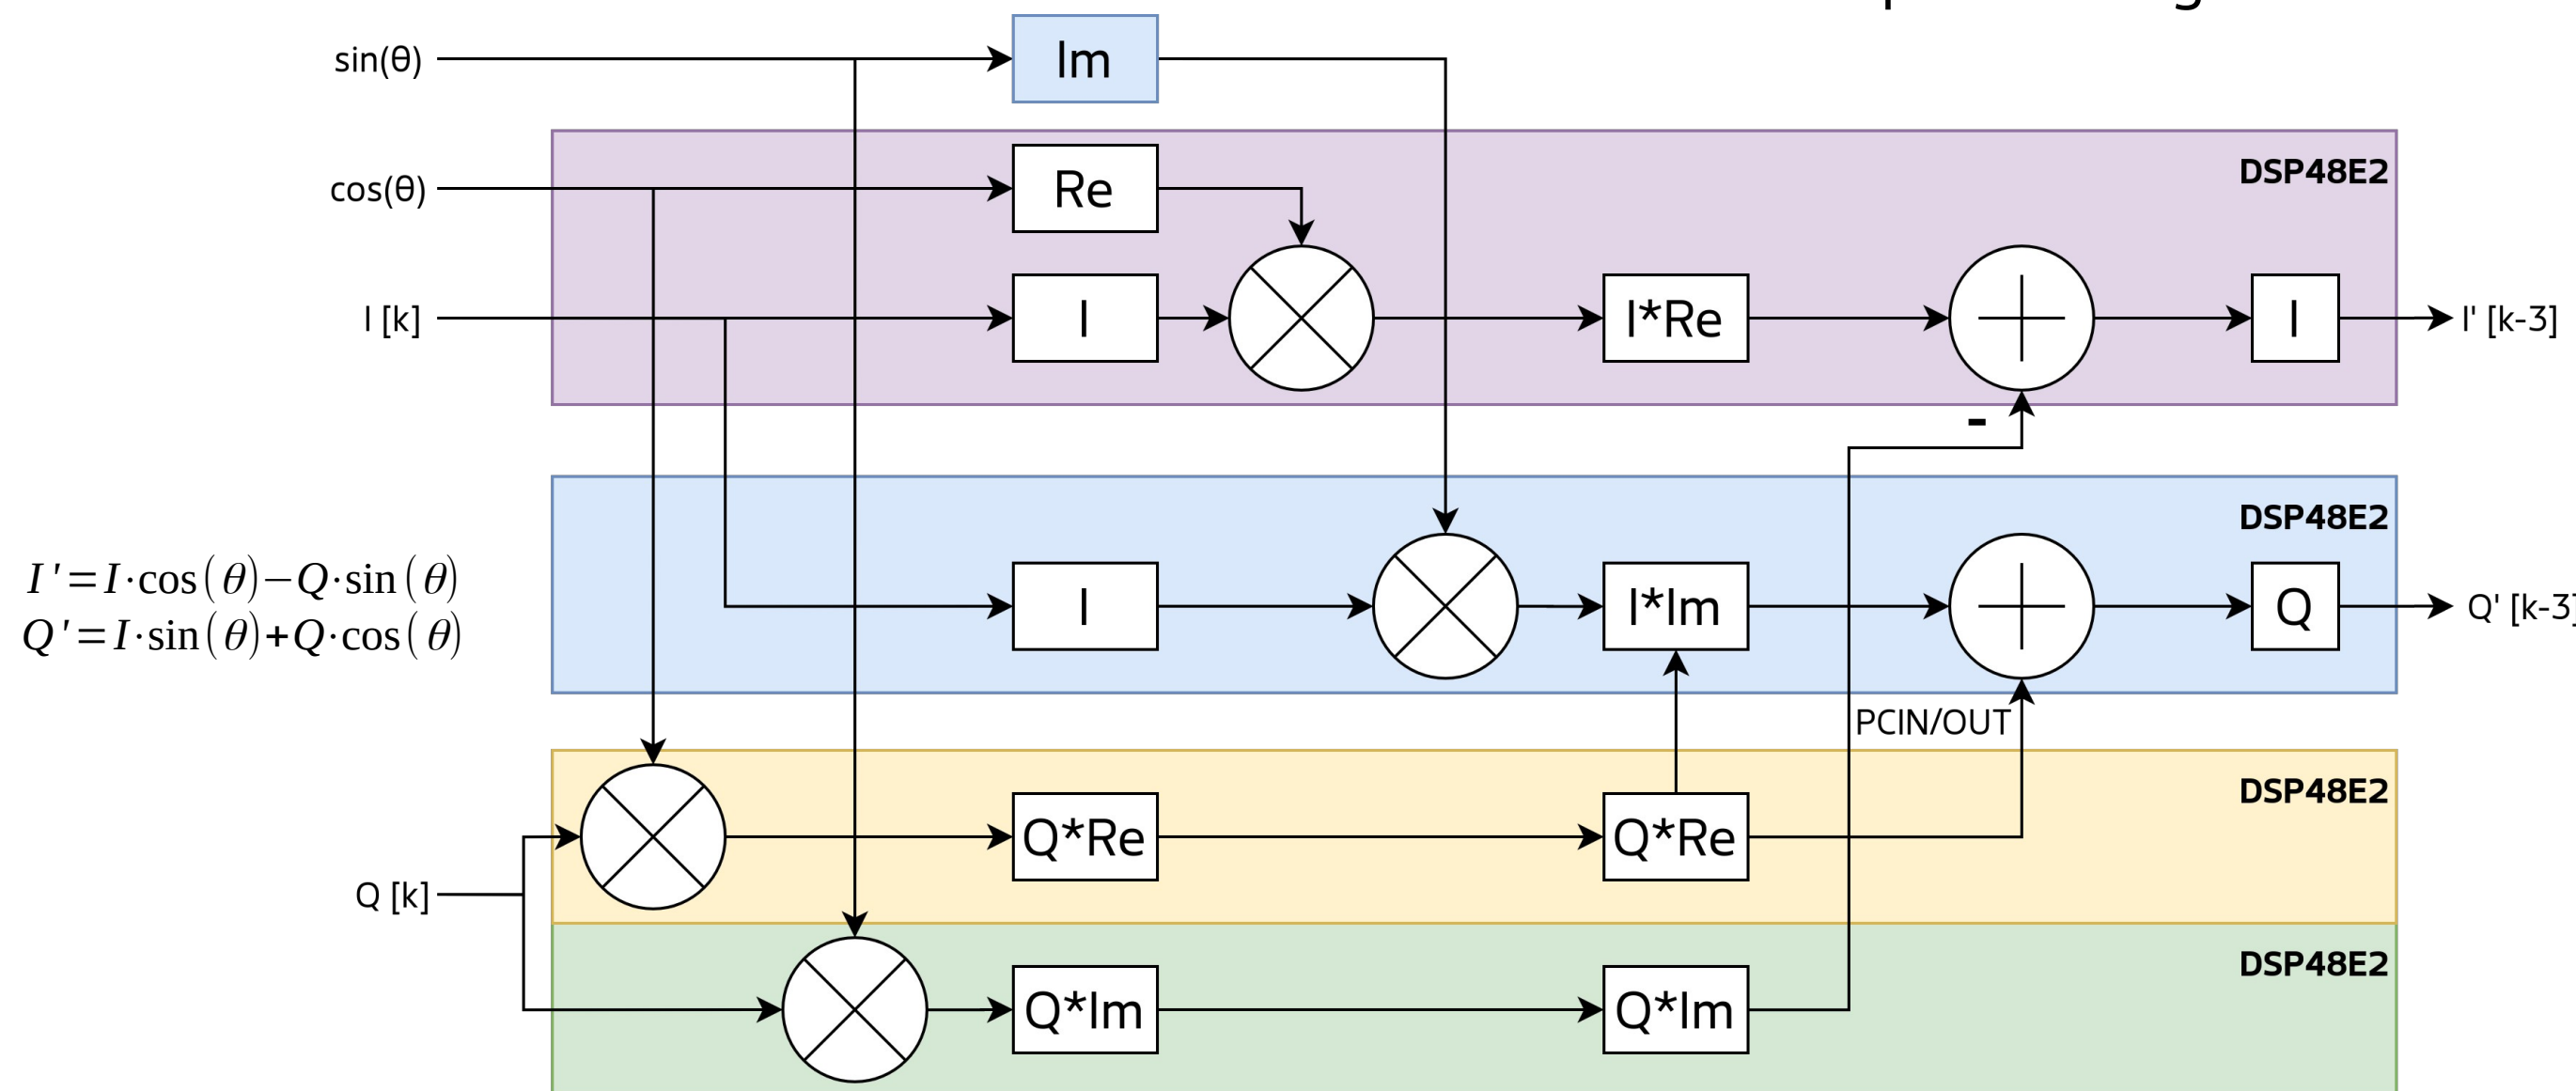 sin(θ)
Im
cos(θ)
Re
DSP48E2
I [k]
I
I*Re
I
I' [k-3]
-
DSP48E2
I'=I·cos(θ)−Q·sin(θ)
Q'=I·sin(θ)+Q·cos(θ)
I
I*Im
Q
Q' [k-3]
PCIN/OUT
DSP48E2
Q*Re
Q*Re
Q [k]
DSP48E2
Q*Im
Q*Im